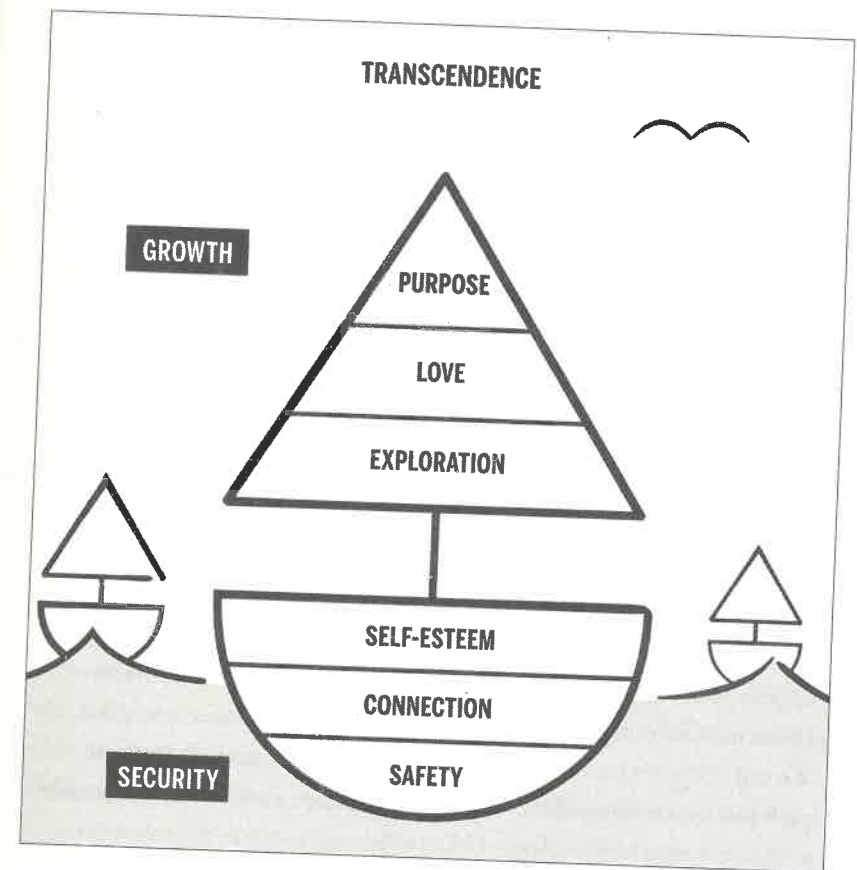 TRANSCENDENCE
GROWTH
PURPOSE
LOVE
EXPLORATION
SELF-ESTEEM
CONNECTION
SAFETY
SECURITY